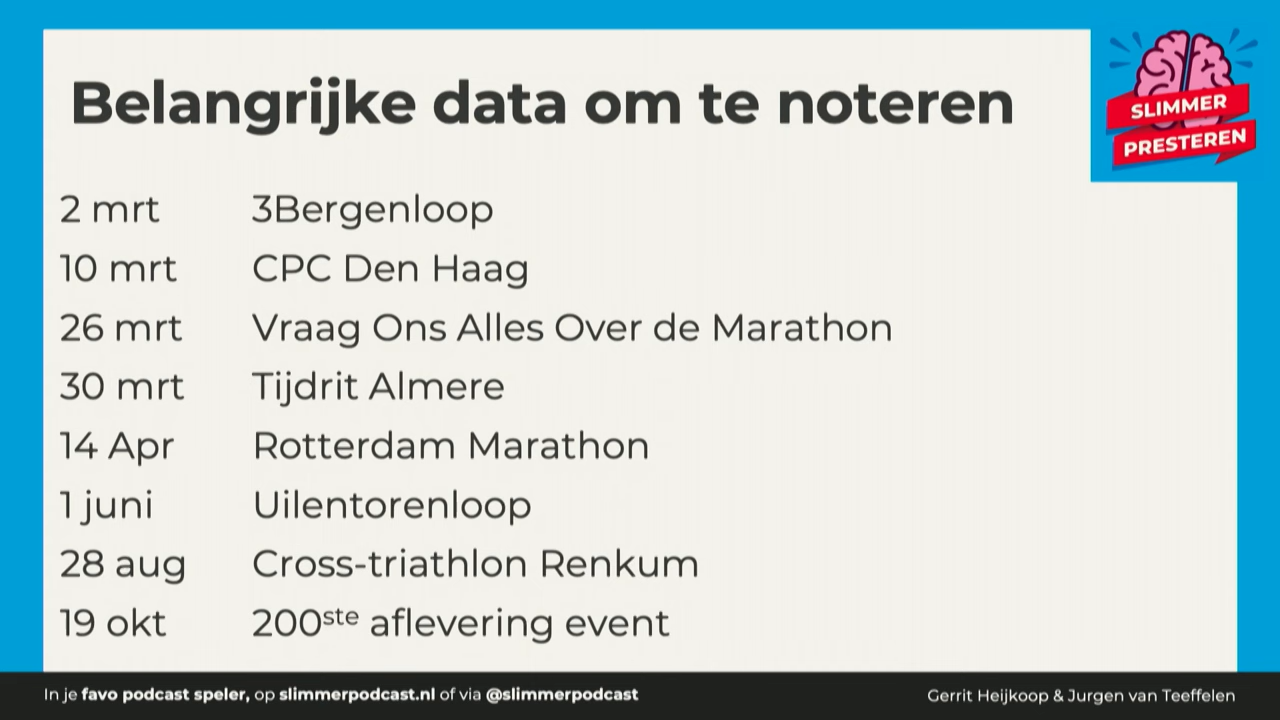 Belangrijke data om te noteren
SLIMMER
PRESTEREN
2 mrt 3Bergenloop
10 mrt CPC Den Haag
26 mrt Vraag Ons Alles Over de Marathon
30 mrt Tijdrit Almere
14 Apr Rotterdam Marathon
1 juni Uilentorenloop
28 aug Cross-triathlon Renkum
19 okt 200ste aflevering event
In je favo podcast speler, op slimmerpodcast.nl of via @slimmerpodcast
Gerrit Heijkoop & Jurgen van Teeffelen